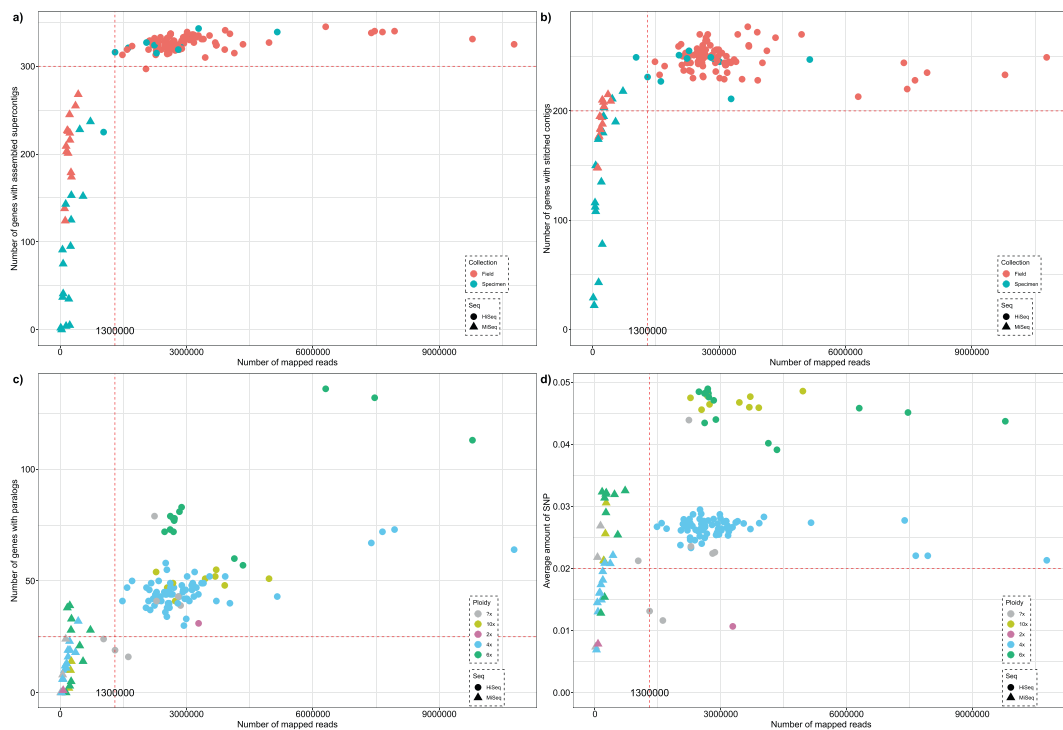 a)
Number of genes with assembled supercontigs
300
200
100
0
1300000
0
3000000
6000000
9000000
Number of mapped reads
Collection
Field
Specimen
Seq
HiSeq
MiSeq
b)
Number of genes with stitched contigs
200
100
0
1300000
0
3000000
6000000
9000000
Number of mapped reads
Collection
Field
Specimen
Seq
HiSeq
MiSeq
c)
Number of genes with paralogs
100
50
0
1300000
0
3000000
6000000
9000000
Number of mapped reads
Ploidy
?x
10x
2x
4x
6x
Seq
HiSeq
MiSeq
d)
Average amount of SNP
0.05
0.04
0.03
0.02
0.01
0.00
1300000
0
3000000
6000000
9000000
Number of mapped reads
Ploidy
?x
10x
2x
4x
6x
Seq
HiSeq
MiSeq